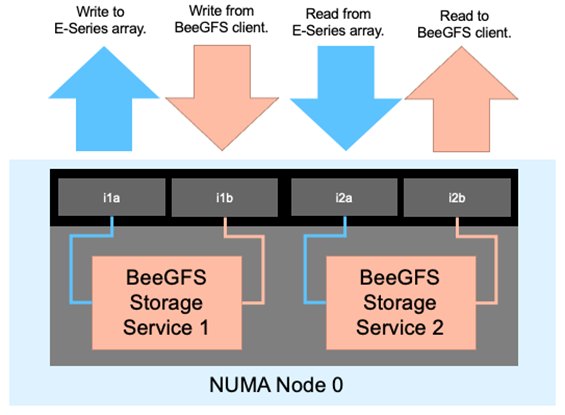 Write to
E-Series array.
Write from
BeeGFS client.
Read from
E-Series array.
Read to
BeeGFS client.
i1a
i1b
i2a
i2b
BeeGFS
Storage
Service 1
BeeGFS
Storage
Service 2
NUMA Node 0